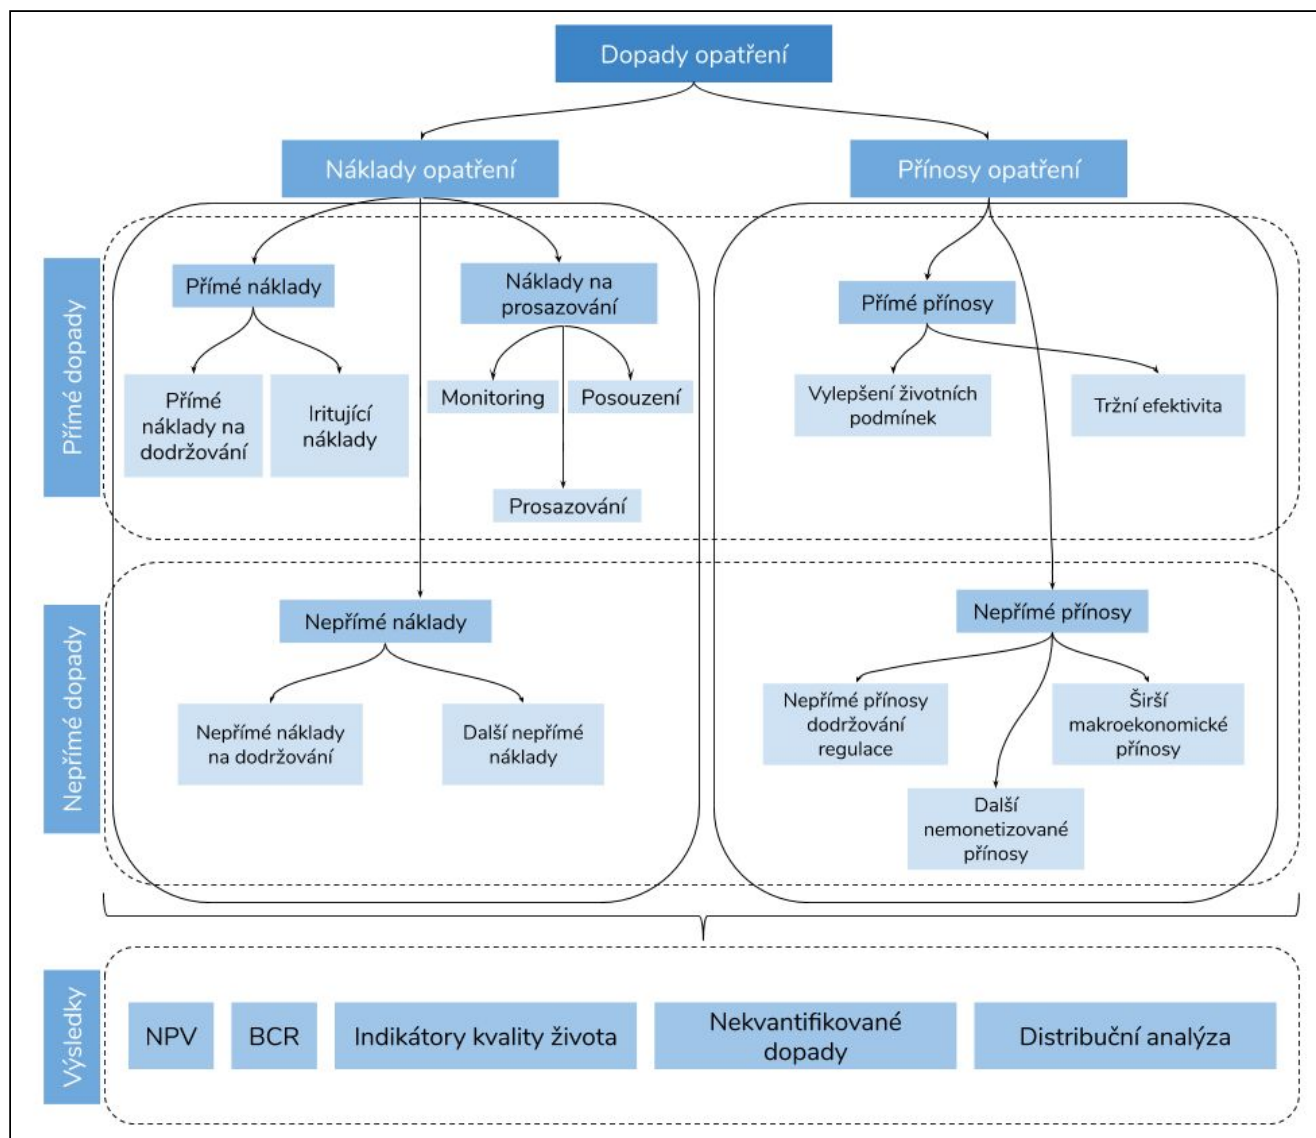 Dopady opatření
Náklady opatření
Přínosy opatření
Přímé dopady
Přímé náklady
Náklady na
prosazování
Přímé přínosy
Přímé
náklady na
dodržování
Iritující
náklady
Monitoring
Posouzení
Prosazování
Vylepšení životních
podmínek
Tržní efektivita
Nepřímé dopady
Nepřímé náklady
Nepřímé přínosy
Nepřímé náklady
na dodržování
Další nepřímé
náklady
Nepřímé přínosy
dodržování
regulace
Širší
makroekonomické
přínosy
Další
nemonetizované
přínosy
Výsledky
NPV
BCR
Indikátory kvality života
Nekvantifikované
dopady
Distribuční analýza